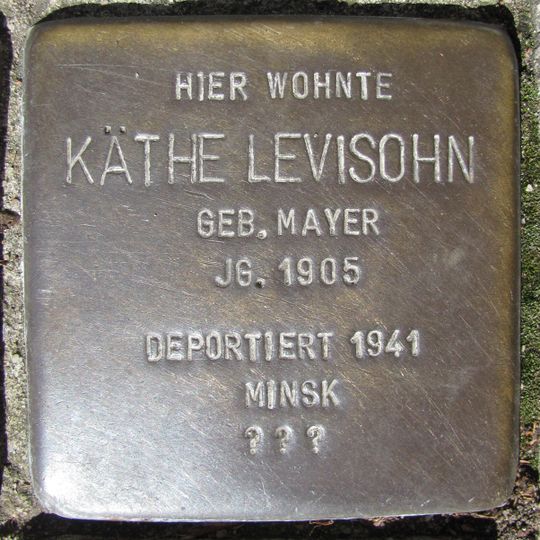 HIER WOHNTE
KÄTHE LEVISOHN
GEB. MAYER
JG. 1905
DEPORTIERT 1941
MINSK
???